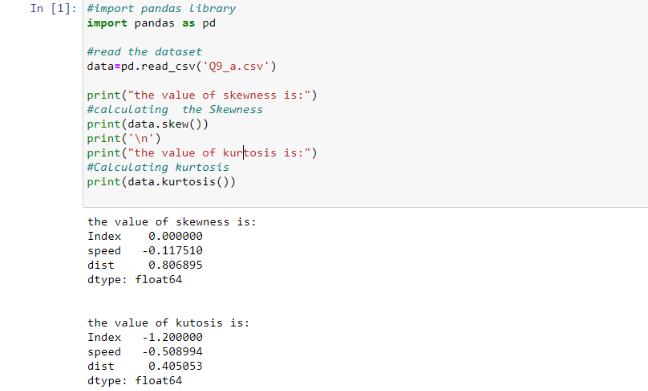 In [1]: #import pandas library
import pandas as pd
#read the dataset
data=pd.read_csv('Q9_a.csv')
print("the value of skewness is:")
#calculating  the Skewness
print(data.skew())
print('\n')
print("the value of kurtosis is:")
#Calculating kurtosis
print(data.kurtosis())
the value of skewness is:
Index    0.000000
speed   -0.117510
dist     0.806895
dtype: float64
the value of kutosis is:
Index   -1.200000
speed   -0.508994
dist     0.405053
dtype: float64